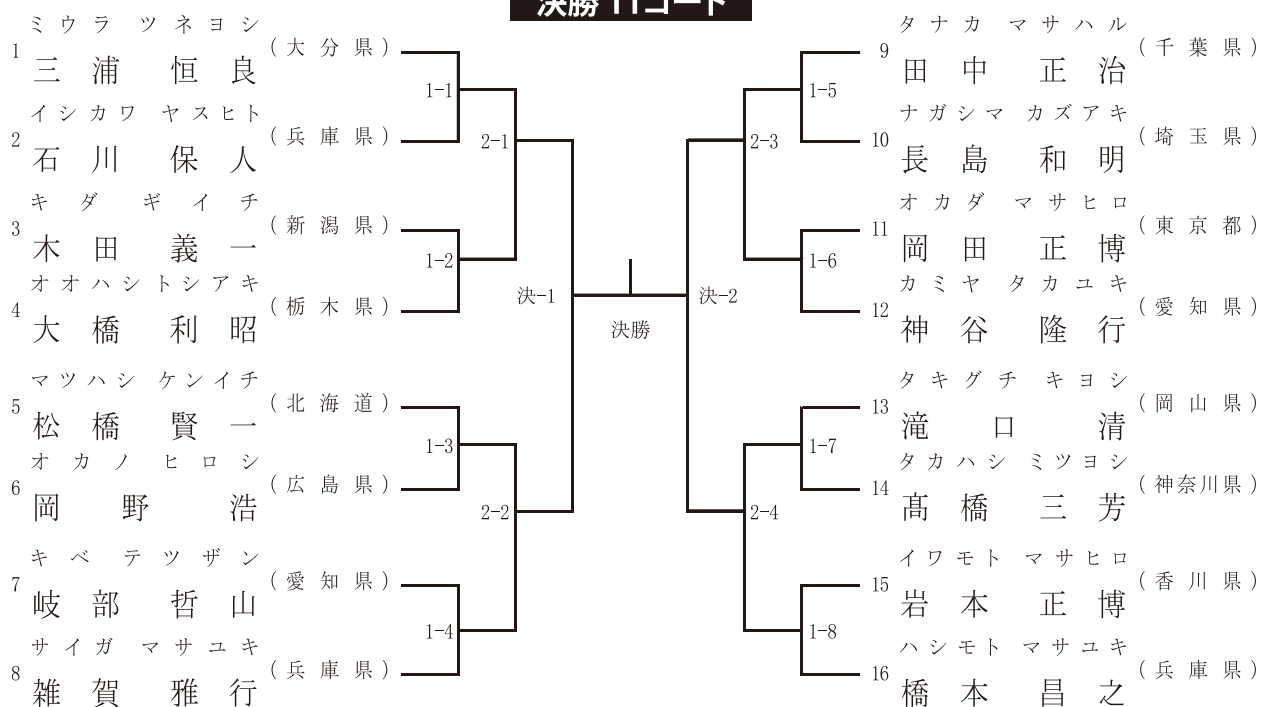 決勝 11コート
ミウラ ツネヨシ
1 三浦 恒良 (大分県)
イシカワ ヤスヒト
2 石川 保人 (兵庫県)
キダ ギイチ
3 木田 義一 (新潟県)
オオハシ トシアキ
4 大橋 利昭 (栃木県)
マツハシ ケンイチ
5 松橋 賢一 (北海道)
オカノ ヒロシ
6 岡野 浩 (広島県)
キベ テツザン
7 岐部 哲山 (愛知県)
サイガ マサユキ
8 雑賀 雅行 (兵庫県)
1-1
1-2
1-3
1-4
2-1
2-2
決-1
決勝
決-2
2-3
2-4
1-5
1-6
1-7
1-8
タナカ マサハル
9 田中 正治 (千葉県)
ナガシマ カズアキ
10 長島 和明 (埼玉県)
オカダ マサヒロ
11 岡田 正博 (東京都)
カミヤ タカユキ
12 神谷 隆行 (愛知県)
タキグチ キヨシ
13 滝口 清 (岡山県)
タカハシ ミツヨシ
14 髙橋 三芳 (神奈川県)
イワモト マサヒロ
15 岩本 正博 (香川県)
ハシモト マサユキ
16 橋本 昌之 (兵庫県)